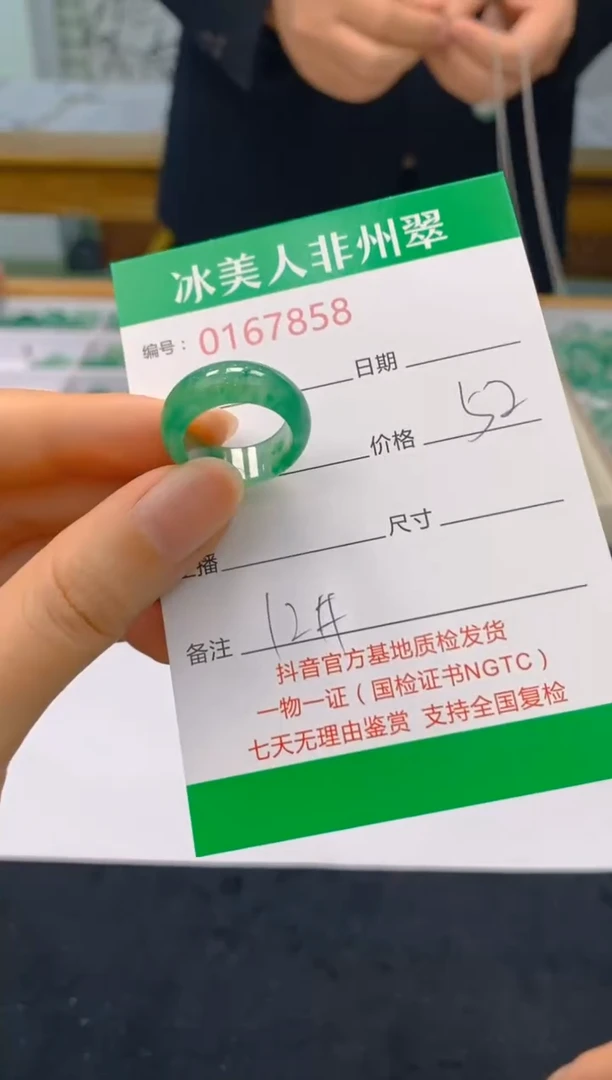 冰美人非州翠
编号：0167858
日期
价格 52
尺寸
播
备注 12#
抖音官方基地质检发货
一物一证（国检证书NGTC）
七天无理由鉴赏 支持全国复检